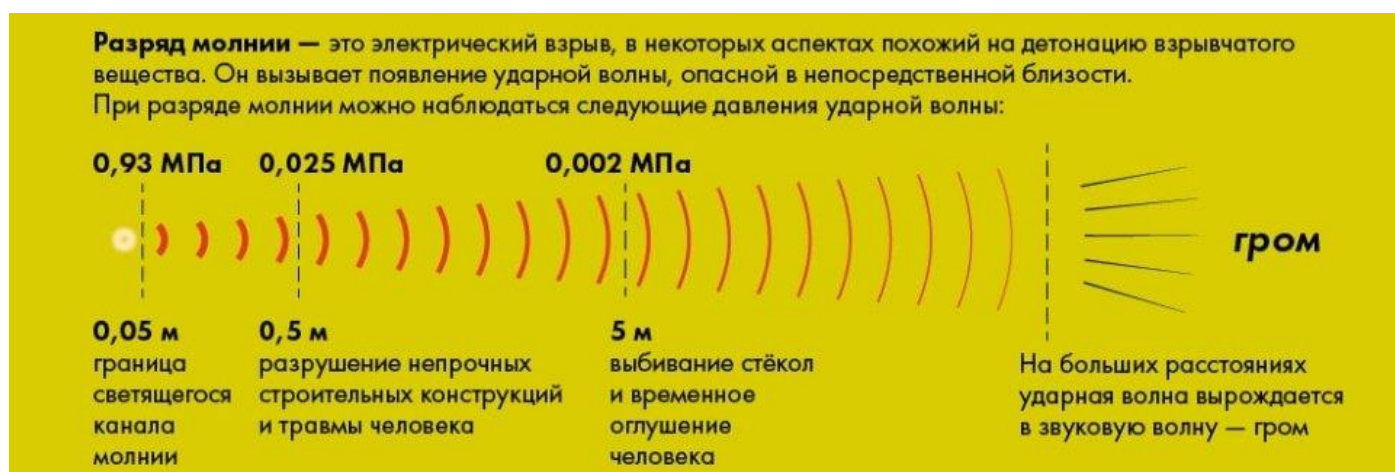 Разряд молнии — это электрический взрыв, в некоторых аспектах похожий на детонацию взрывчатого
вещества. Он вызывает появление ударной волны, опасной в непосредственной близости.
При разряде молнии можно наблюдаться следующие давления ударной волны:
0,93 МПа
0,025 МПа
0,002 МПа
гром
0,05 м
граница
светящегося
канала
молнии
0,5 м
разрушение непрочных
строительных конструкций
и травмы человека
5 м
выбивание стёкол
и временное
оглушение
человека
На больших расстояниях
ударная волна вырождается
в звуковую волну — гром